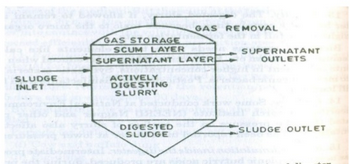 GAS REMOVAL
GAS STORAGE
SCUM LAYER
SUPERNATANT LAYER
SUPERNATANT
OUTLETS
SLUDGE
INLET
ACTIVELY
DIGESTING
SLURRY
DIGESTED
SLUDGE
SLUDGE OUTLET